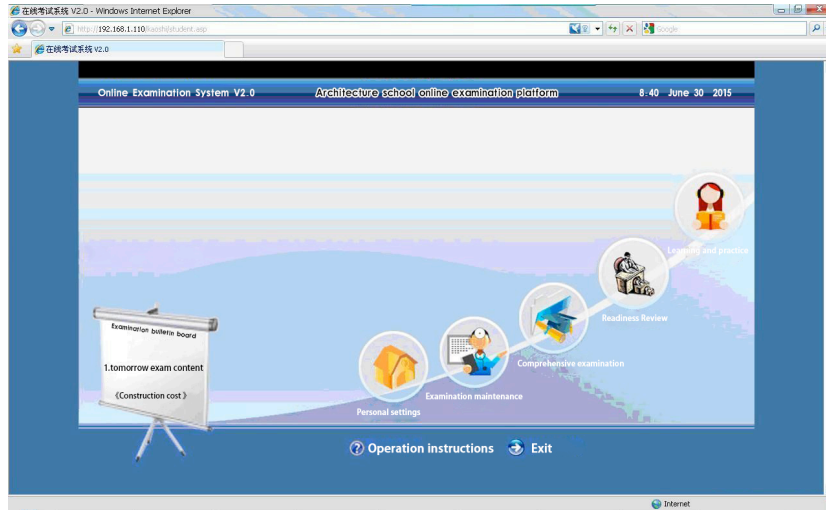 在线考试系统 V2.0 - Windows Internet Explorer
http://192.168.1.110/kaoshi/student.asp
Google
在线考试系统 V2.0
Online Examination System V2.0
Architecture school online examination platform
8:40 June 30 2015
Learning and practice
Readiness Review
Comprehensive examination
Examination maintenance
Personal settings
Examination bulletin board
1.tomorrow exam content
《Construction cost 》
Operation instructions
Exit
Internet